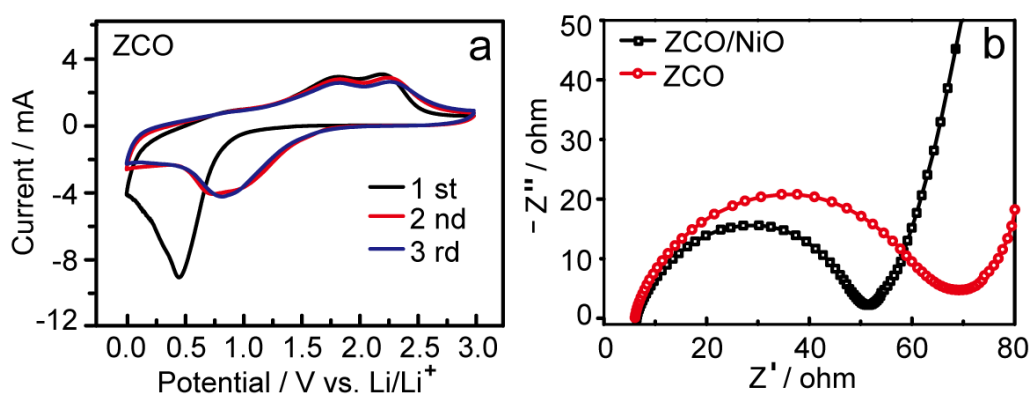 ZCO
a
4
0
-4
-8
-12
Current / mA
1 st
2 nd
3 rd
0.0 0.5 1.0 1.5 2.0 2.5 3.0
Potential / V vs. Li/Li⁺
b
ZCO/NiO
ZCO
-50
40
30
20
10
0
－Z'' / ohm
0 20 40 60 80
Z' / ohm